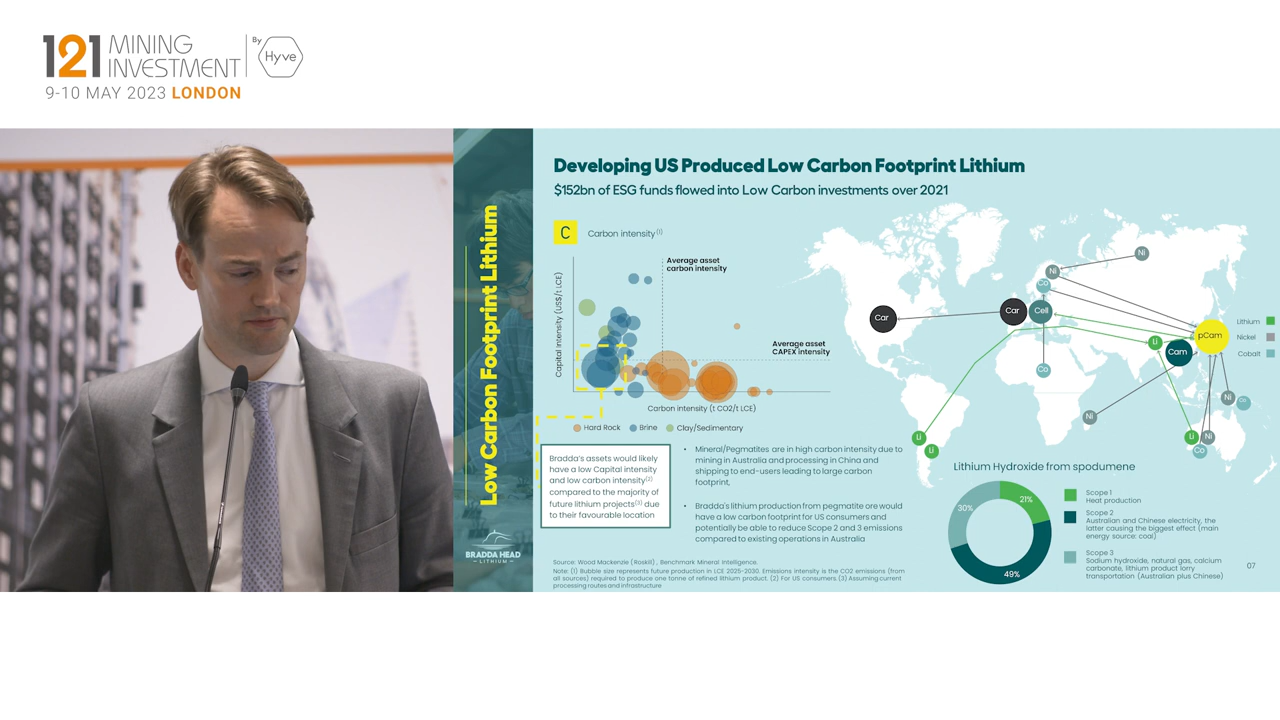 121 MINING INVESTMENT
By Hyve
9-10 MAY 2023 LONDON
Low Carbon Footprint Lithium
BRADDA HEAD
LITHIUM
Developing US Produced Low Carbon Footprint Lithium
$152bn of ESG funds flowed into Low Carbon investments over 2021
C
Carbon intensity(1)
Average asset
carbon intensity
Average asset
CAPEX intensity
Capital Intensity (US$/t LCE)
Carbon intensity (t CO2/t LCE)
Hard Rock
Brine
Clay/Sedimentary
Bradda's assets would likely
have a low Capital intensity
and low carbon intensity(2)
compared to the majority of
future lithium projects(3) due
to their favourable location
• Mineral/Pegmatites are in high carbon intensity due to
mining in Australia and processing in China and
shipping to end-users leading to large carbon
footprint,
• Bradda's lithium production from pegmatite ore would
have a low carbon footprint for US consumers and
potentially be able to reduce Scope 2 and 3 emissions
compared to existing operations in Australia
Source: Wood Mackenzie (Roskill), Benchmark Mineral Intelligence.
Note: (1) Bubble size represents future production in LCE 2025-2030. Emissions intensity is the CO2 emissions (from
all sources) required to produce one tonne of refined lithium product. (2) For US consumers. (3) Assuming current
processing routes and infrastructure
Ni
Ni
Co
Car
Car
Cell
pCam
Li
Cam
Co
Ni
Ni
Co
Li
Li
Li
Ni
Co
Lithium
Nickel
Cobalt
Lithium Hydroxide from spodumene
21%
30%
49%
Scope 1
Heat production
Scope 2
Australian and Chinese electricity, the
latter causing the biggest effect (main
energy source: coal)
Scope 3
Sodium hydroxide, natural gas, calcium
carbonate, lithium product lorry
transportation (Australian plus Chinese)
07